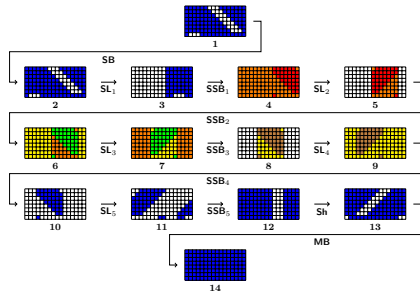 1
SB
2 SL₁ 3 SSB₁ 4 SL₂ 5
SSB₂
6 SL₃ 7 SSB₃ 8 SL₄ 9
SSB₄
10 SL₅ 11 SSB₅ 12 Sh 13
MB
14